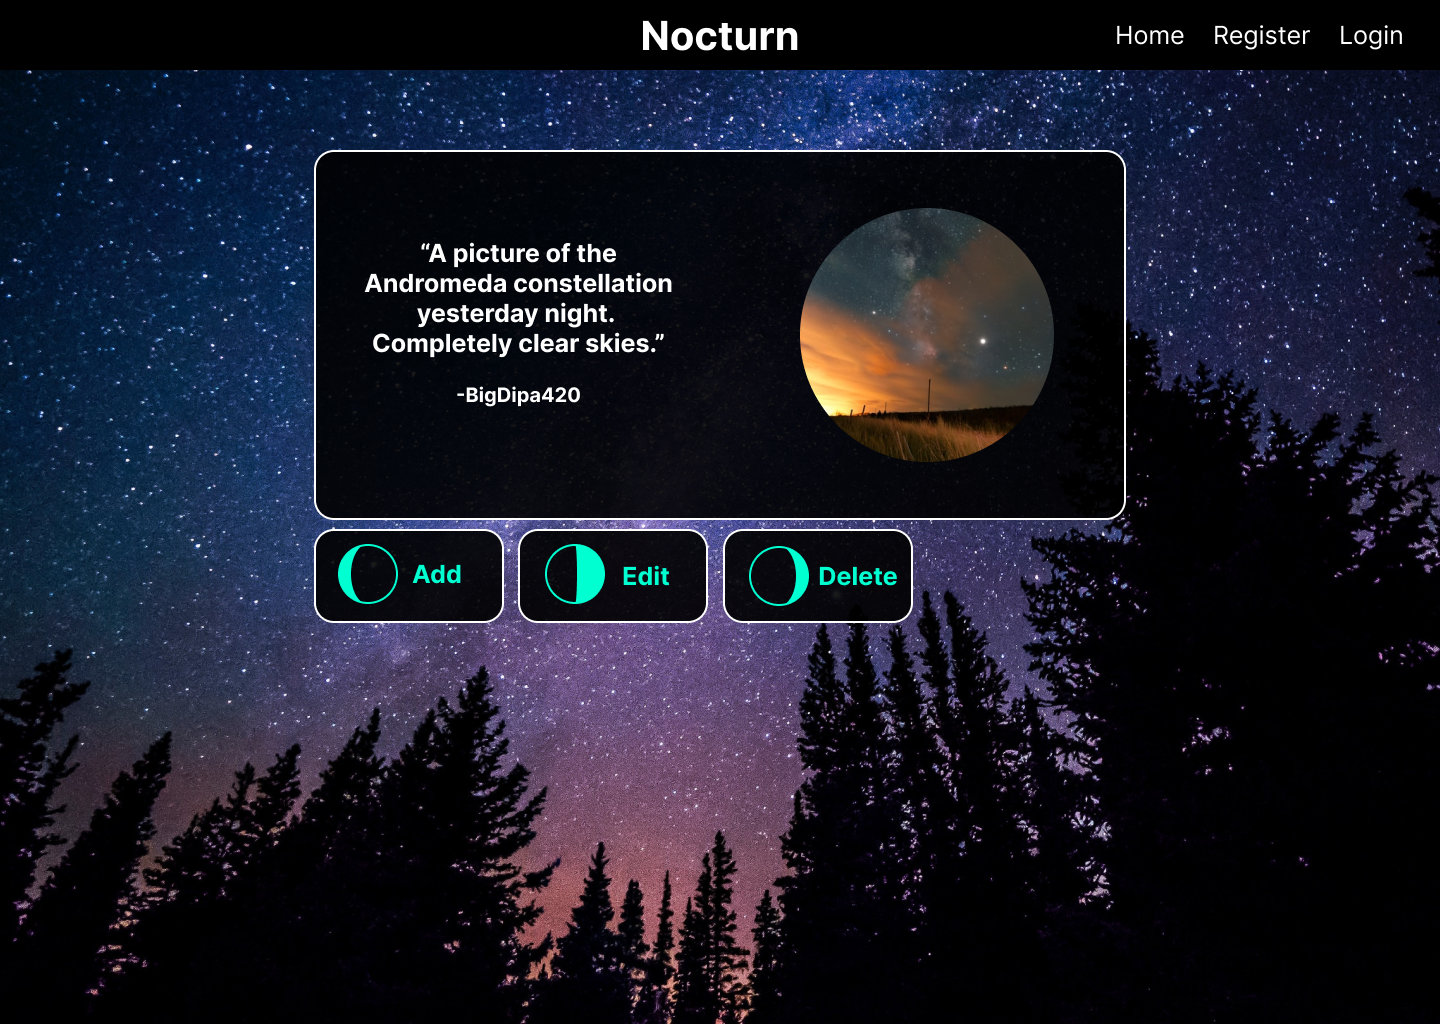 Nocturn
Home Register Login
“A picture of the
Andromeda constellation
yesterday night.
Completely clear skies.”
-BigDipa420
Add
Edit
Delete